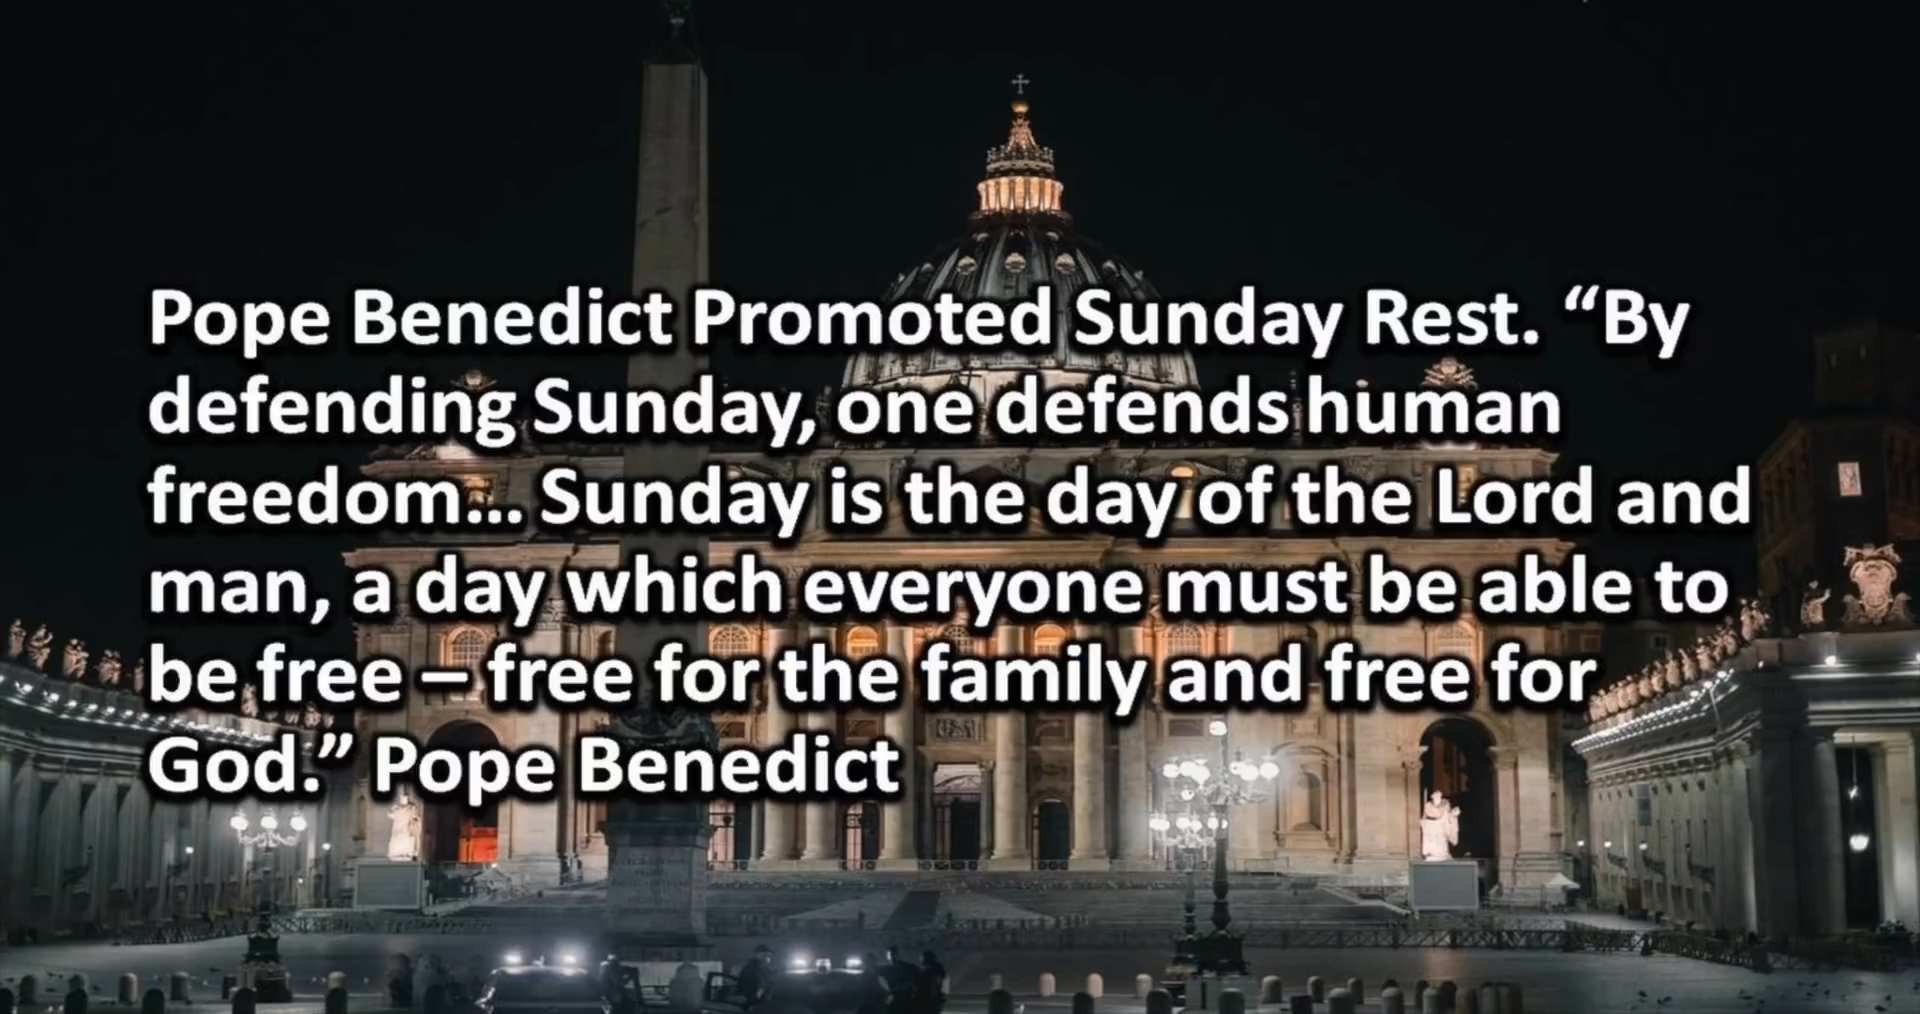 Pope Benedict Promoted Sunday Rest. “By
defending Sunday, one defends human
freedom... Sunday is the day of the Lord and
man, a day which everyone must be able to
be free – free for the family and free for
God.” Pope Benedict